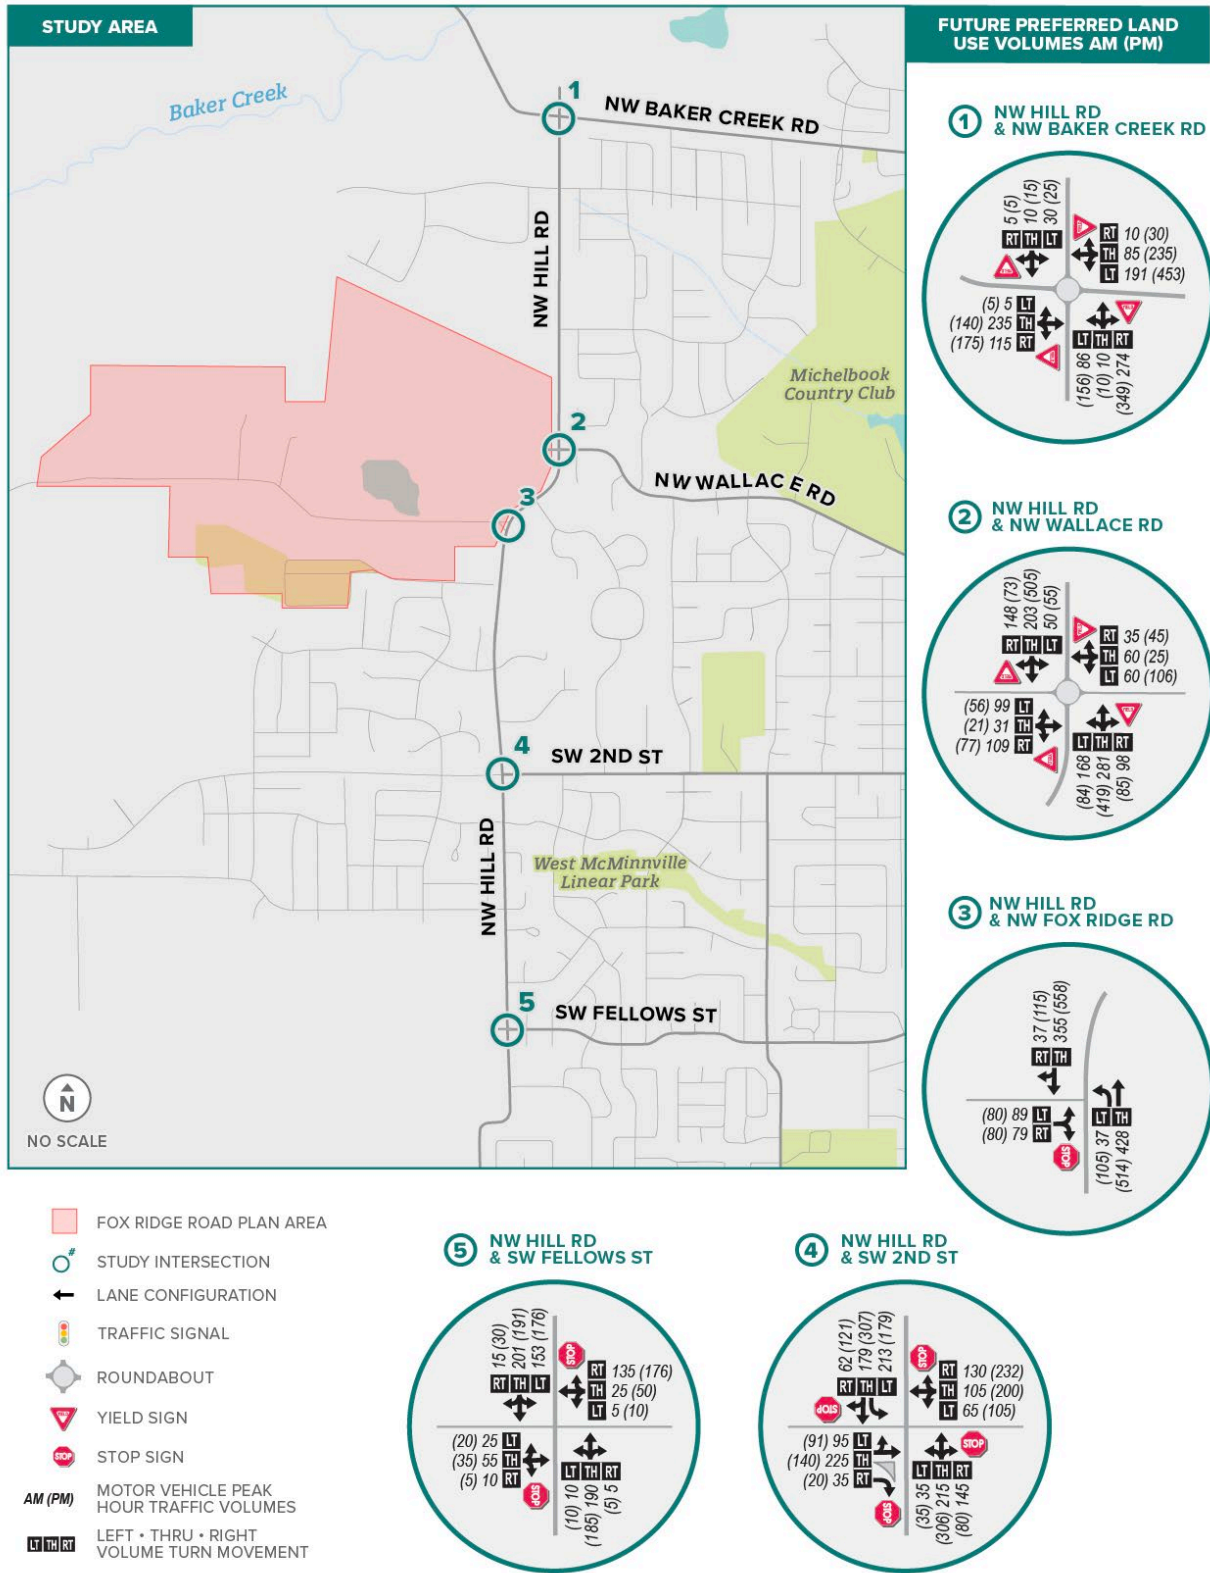 STUDY AREA
FUTURE PREFERRED LAND
USE VOLUMES AM (PM)
Baker Creek
1
NW BAKER CREEK RD
NW HILL RD
Michelbook
Country Club
2
NW WALLACE RD
3
4
SW 2ND ST
NW HILL RD
West McMinnville
Linear Park
5
SW FELLOWS ST
N
NO SCALE
1 NW HILL RD
& NW BAKER CREEK RD
5 (5)
10 (15)
30 (25)
RT TH LT
RT 10 (30)
TH 85 (235)
LT 191 (453)
(5) 5 LT
(140) 235 TH
(175) 115 RT
LT TH RT
(156) 86
(10) 10
(349) 274
2 NW HILL RD
& NW WALLACE RD
148 (73)
203 (505)
50 (55)
RT TH LT
RT 35 (45)
TH 60 (25)
LT 60 (106)
(56) 99 LT
(21) 31 TH
(77) 109 RT
LT TH RT
(84) 168
(419) 281
(85) 98
3 NW HILL RD
& NW FOX RIDGE RD
37 (115)
355 (558)
RT TH
(80) 89 LT
(80) 79 RT
STOP
LT TH
(105) 37
(514) 428
FOX RIDGE ROAD PLAN AREA
# STUDY INTERSECTION
LANE CONFIGURATION
TRAFFIC SIGNAL
ROUNDABOUT
YIELD SIGN
STOP STOP SIGN
AM (PM) MOTOR VEHICLE PEAK
HOUR TRAFFIC VOLUMES
LT TH RT LEFT • THRU • RIGHT
VOLUME TURN MOVEMENT
5 NW HILL RD
& SW FELLOWS ST
15 (30)
201 (191)
153 (176)
RT TH LT
STOP
RT 135 (176)
TH 25 (50)
LT 5 (10)
(20) 25 LT
(35) 55 TH
(5) 10 RT
STOP
LT TH RT
(10) 10
(185) 190
(5) 5
4 NW HILL RD
& SW 2ND ST
62 (121)
179 (307)
213 (179)
RT TH LT
STOP
STOP
RT 130 (232)
TH 105 (200)
LT 65 (105)
(91) 95 LT
(140) 225 TH
(20) 35 RT
STOP
STOP
LT TH RT
(35) 35
(306) 215
(80) 145